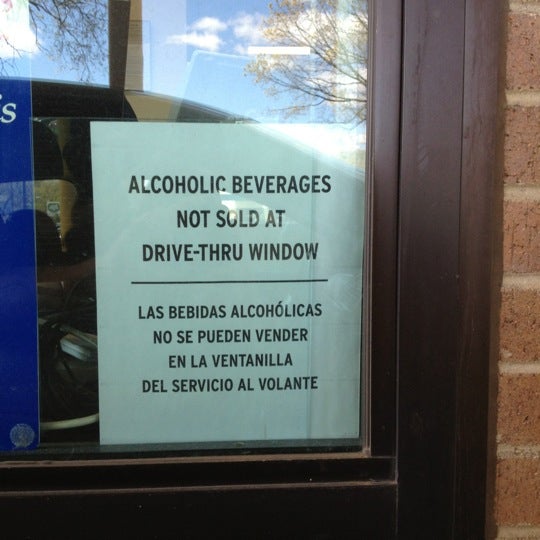 ALCOHOLIC BEVERAGES
NOT SOLD AT
DRIVE-THRU WINDOW
LAS BEBIDAS ALCOHÓLICAS
NO SE PUEDEN VENDER
EN LA VENTANILLA
DEL SERVICIO AL VOLANTE